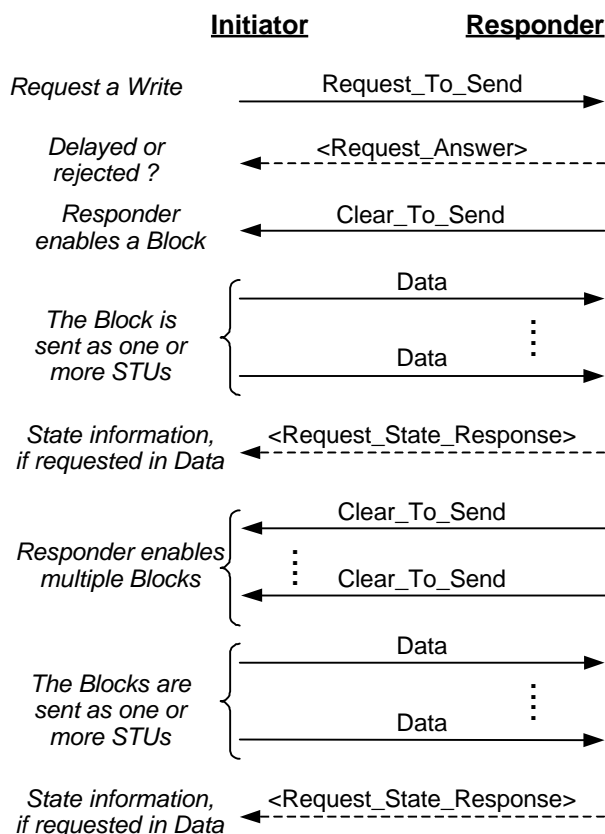 Initiator Responder
Request a Write Request_To_Send
Delayed or
rejected ? <Request_Answer>
Responder
enables a Block Clear_To_Send
Data
The Block is
sent as one or
more STUs
Data
State information,
if requested in Data <Request_State_Response>
Clear_To_Send
Responder enables
multiple Blocks
Clear_To_Send
Data
The Blocks are
sent as one or
more STUs
Data
State information,
if requested in Data <Request_State_Response>